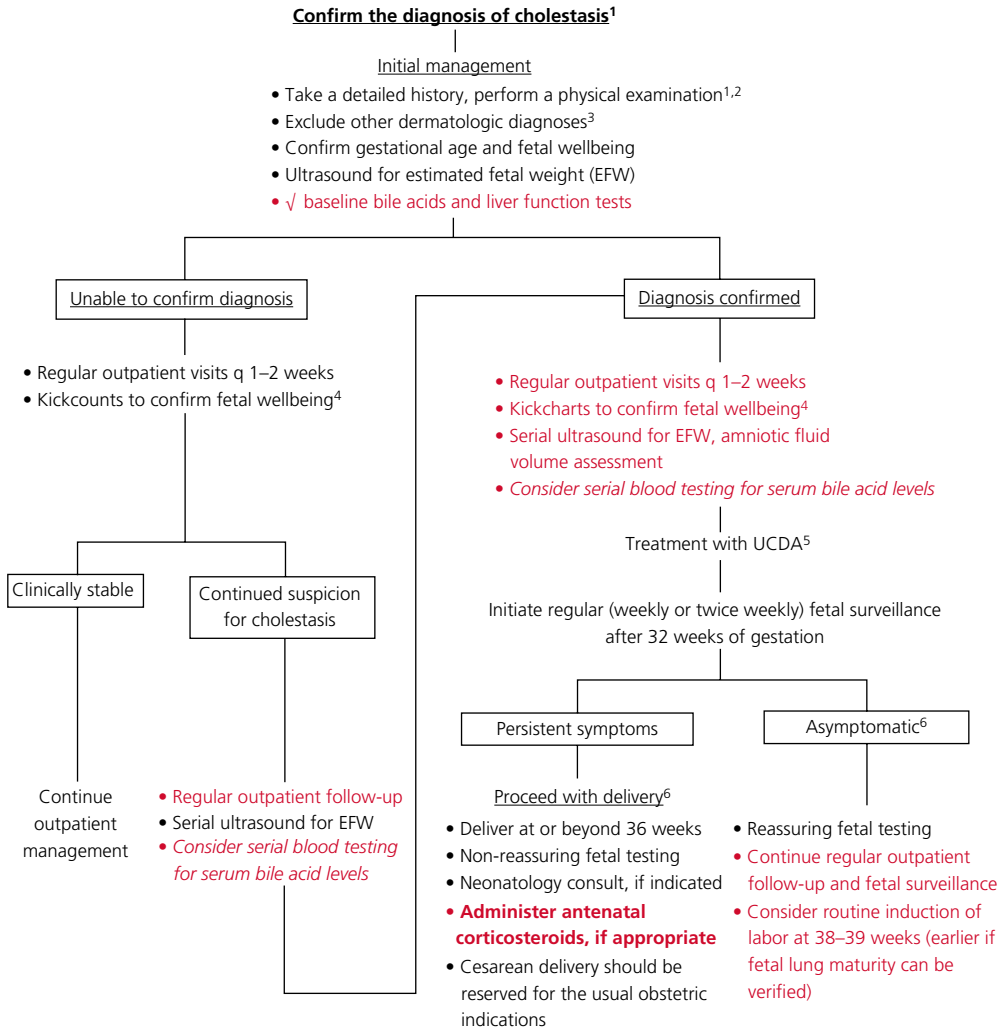 Confirm the diagnosis of cholestasis¹
Initial management
• Take a detailed history, perform a physical examination¹,²
• Exclude other dermatologic diagnoses³
• Confirm gestational age and fetal wellbeing
• Ultrasound for estimated fetal weight (EFW)
• √ baseline bile acids and liver function tests
Unable to confirm diagnosis
• Regular outpatient visits q 1–2 weeks
• Kickcounts to confirm fetal wellbeing⁴
Clinically stable
Continue
outpatient
management
Continued suspicion
for cholestasis
• Regular outpatient follow-up
• Serial ultrasound for EFW
• Consider serial blood testing
for serum bile acid levels
Diagnosis confirmed
• Regular outpatient visits q 1–2 weeks
• Kickcharts to confirm fetal wellbeing⁴
• Serial ultrasound for EFW, amniotic fluid
volume assessment
• Consider serial blood testing for serum bile acid levels
Treatment with UCDA⁵
Initiate regular (weekly or twice weekly) fetal surveillance
after 32 weeks of gestation
Persistent symptoms
Proceed with delivery⁶
• Deliver at or beyond 36 weeks
• Non-reassuring fetal testing
• Neonatology consult, if indicated
• Administer antenatal
corticosteroids, if appropriate
• Cesarean delivery should be
reserved for the usual obstetric
indications
Asymptomatic⁶
• Reassuring fetal testing
• Continue regular outpatient
follow-up and fetal surveillance
• Consider routine induction of
labor at 38–39 weeks (earlier if
fetal lung maturity can be
verified)